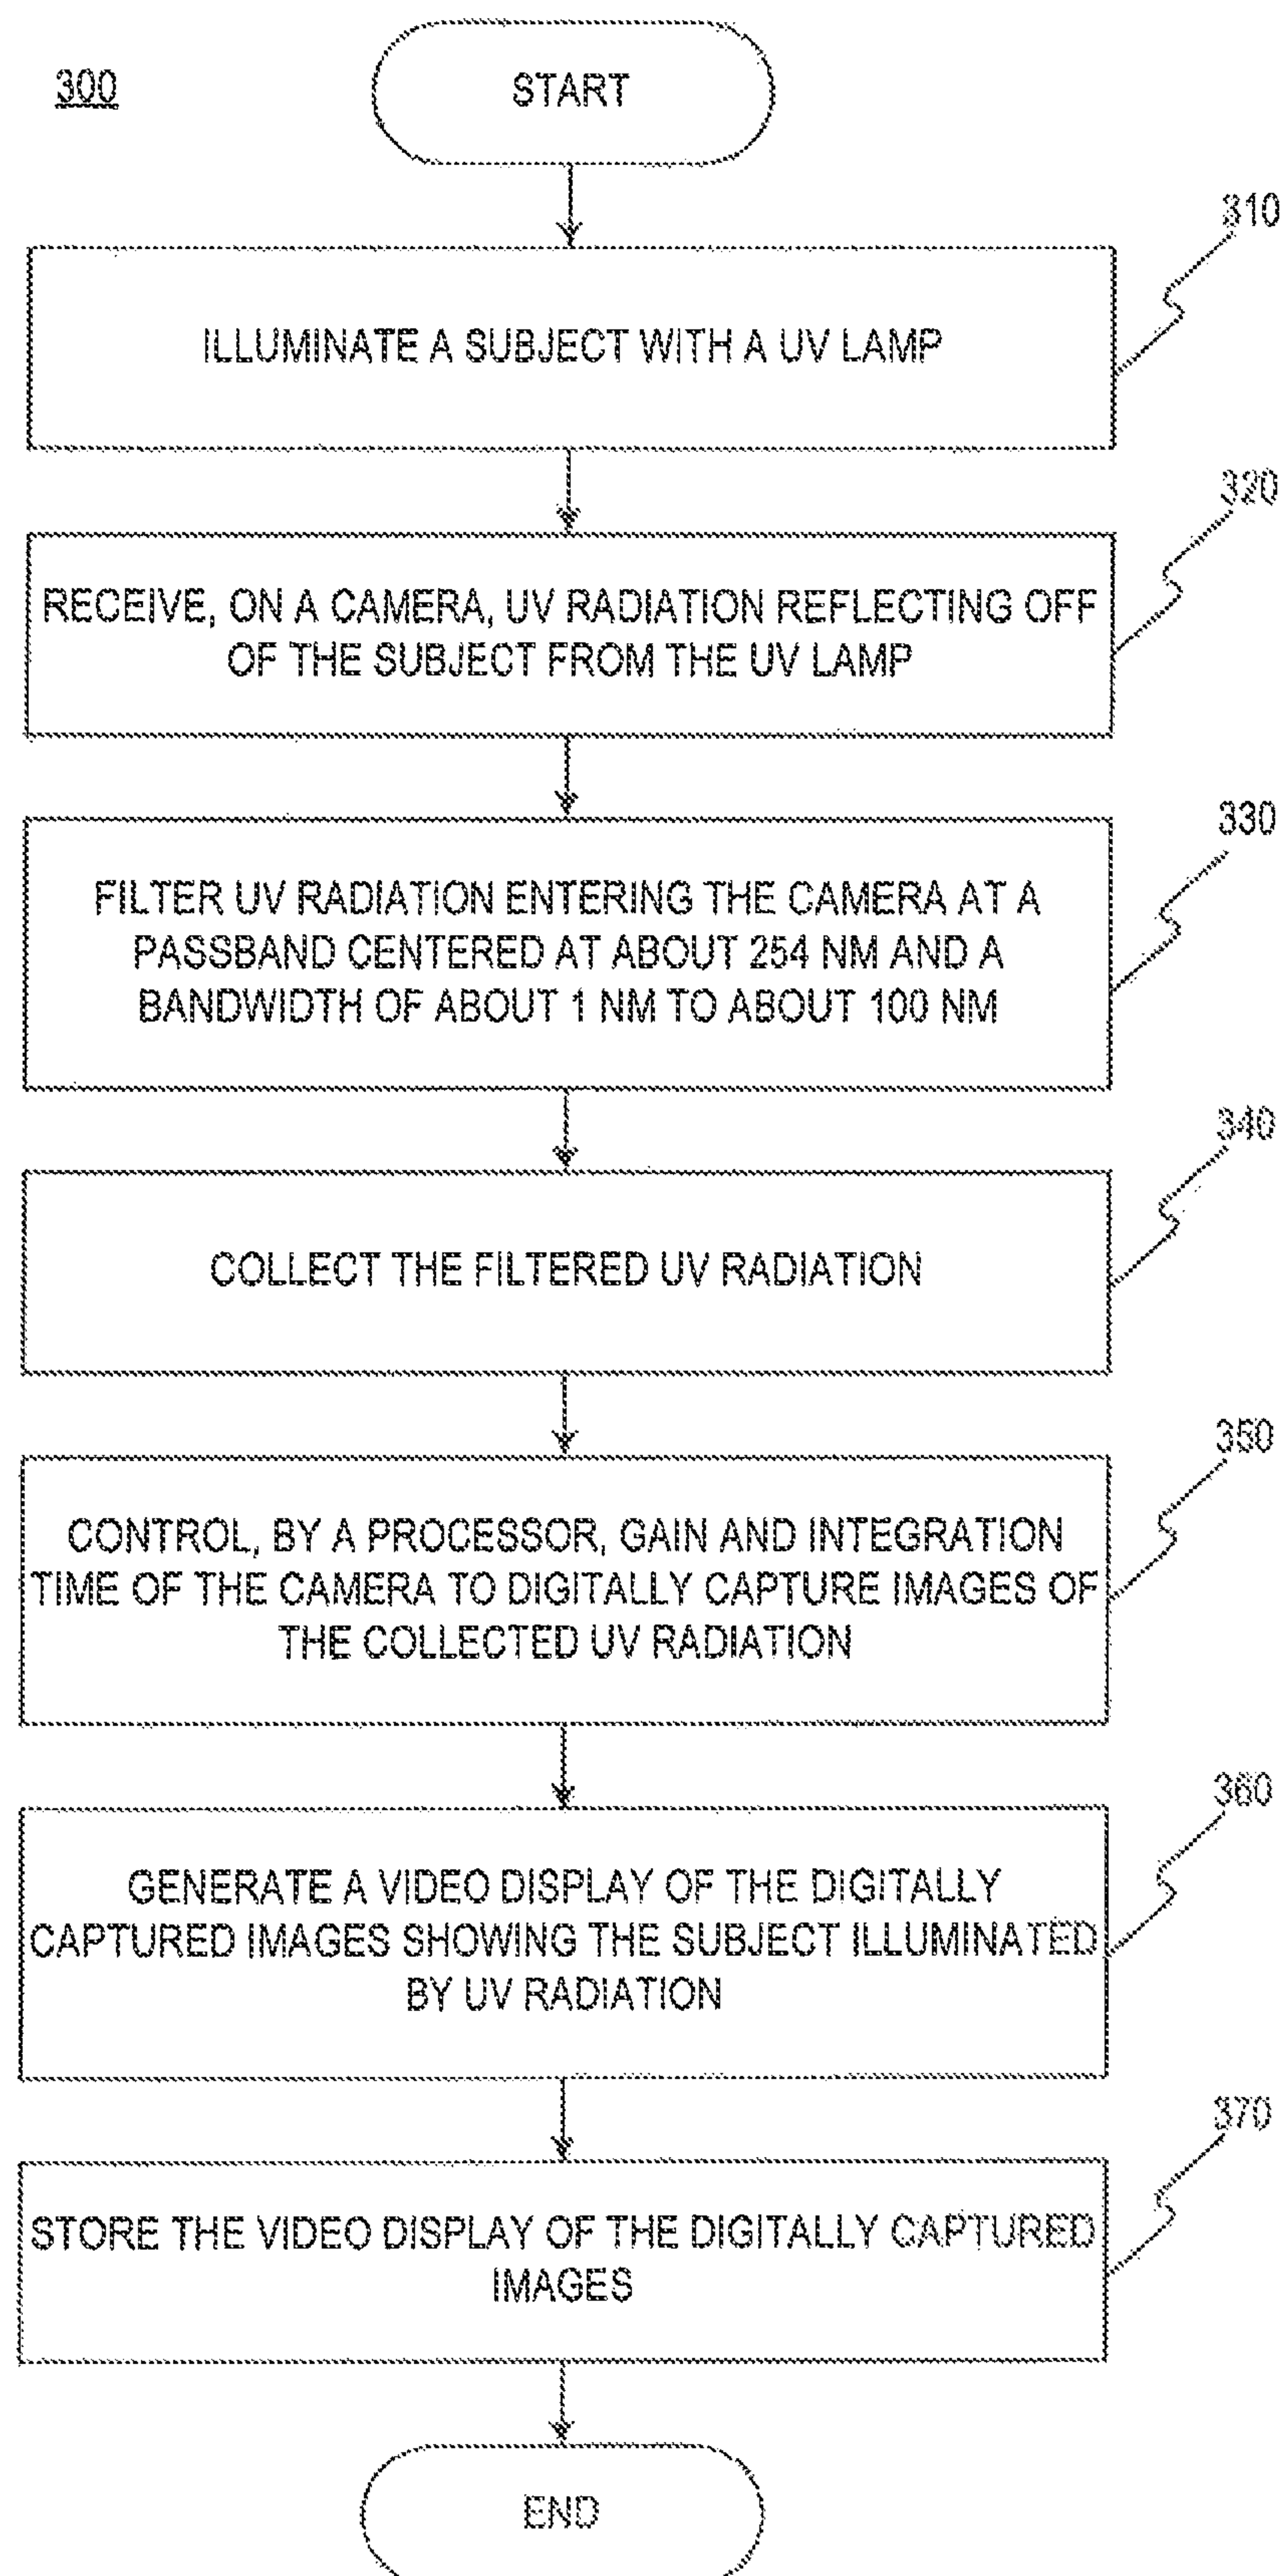 300
START
310
ILLUMINATE A SUBJECT WITH A UV LAMP
320
RECEIVE, ON A CAMERA, UV RADIATION REFLECTING OFF
OF THE SUBJECT FROM THE UV LAMP
330
FILTER UV RADIATION ENTERING THE CAMERA AT A
PASSBAND CENTERED AT ABOUT 254 NM AND A
BANDWIDTH OF ABOUT 1 NM TO ABOUT 100 NM
340
COLLECT THE FILTERED UV RADIATION
350
CONTROL, BY A PROCESSOR, GAIN AND INTEGRATION
TIME OF THE CAMERA TO DIGITALLY CAPTURE IMAGES OF
THE COLLECTED UV RADIATION
360
GENERATE A VIDEO DISPLAY OF THE DIGITALLY
CAPTURED IMAGES SHOWING THE SUBJECT ILLUMINATED
BY UV RADIATION
370
STORE THE VIDEO DISPLAY OF THE DIGITALLY CAPTURED
IMAGES
END